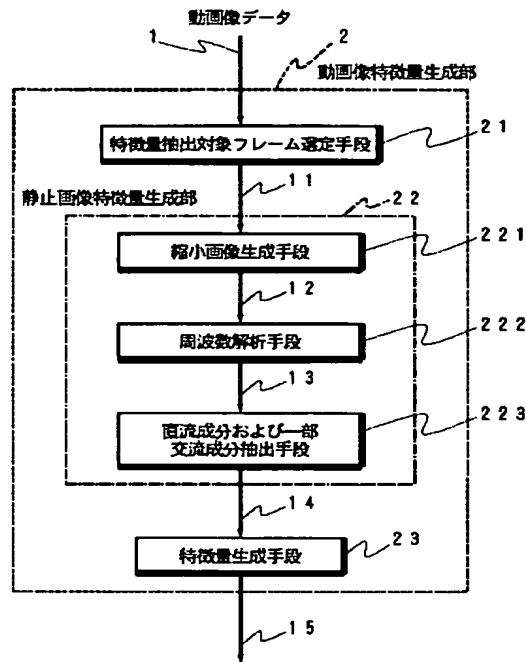 動画像データ
1
2
動画像特徴量生成部
特徴量抽出対象フレーム選定手段
21
11
静止画像特徴量生成部
22
縮小画像生成手段
221
12
周波数解析手段
222
13
直流成分および一部
交流成分抽出手段
223
14
特徴量生成手段
23
15